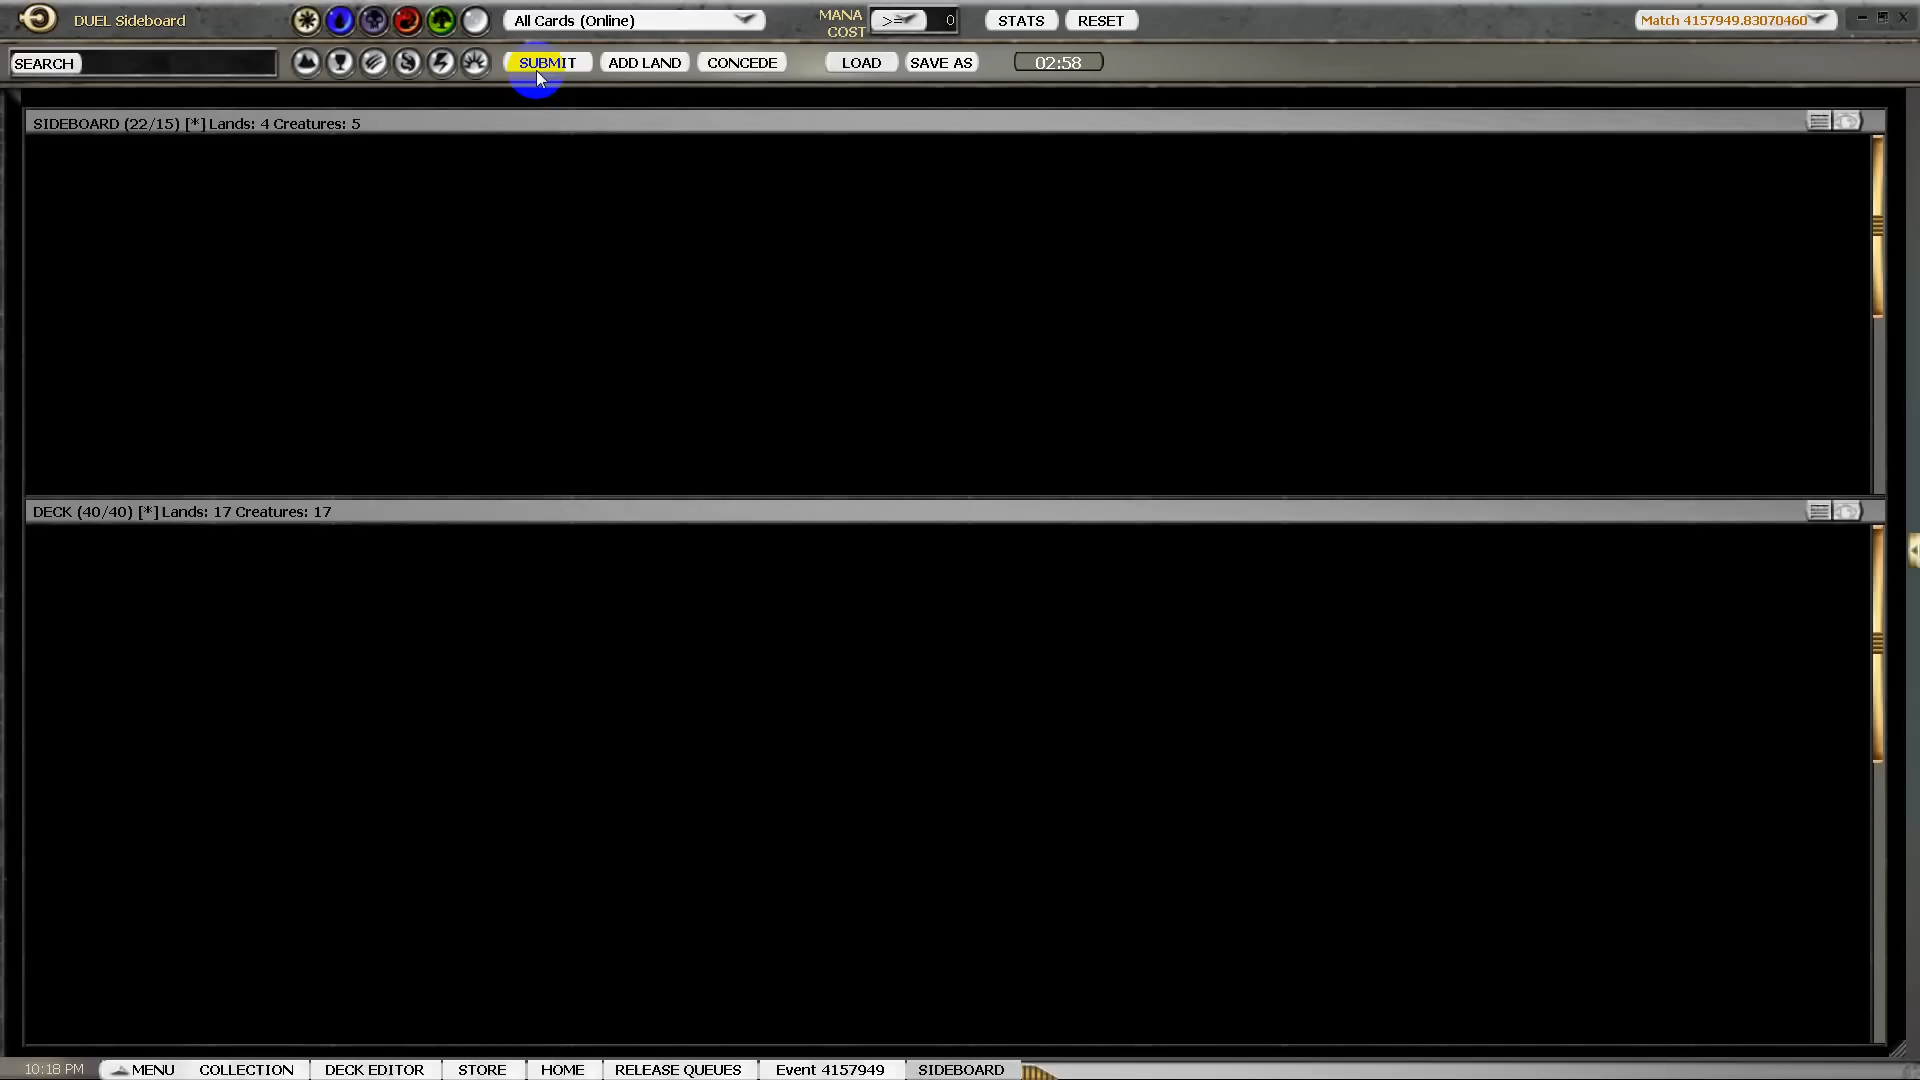 DUEL Sideboard
All Cards (Online)
MANA COST >= 0
STATS
RESET
Match 4157949.83070460
SEARCH
SUBMIT
ADD LAND
CONCEDE
LOAD
SAVE AS
02:58
SIDEBOARD (22/15) [*] Lands: 4 Creatures: 5
DECK (40/40) [*] Lands: 17 Creatures: 17
10:18 PM
MENU
COLLECTION
DECK EDITOR
STORE
HOME
RELEASE QUEUES
Event 4157949
SIDEBOARD